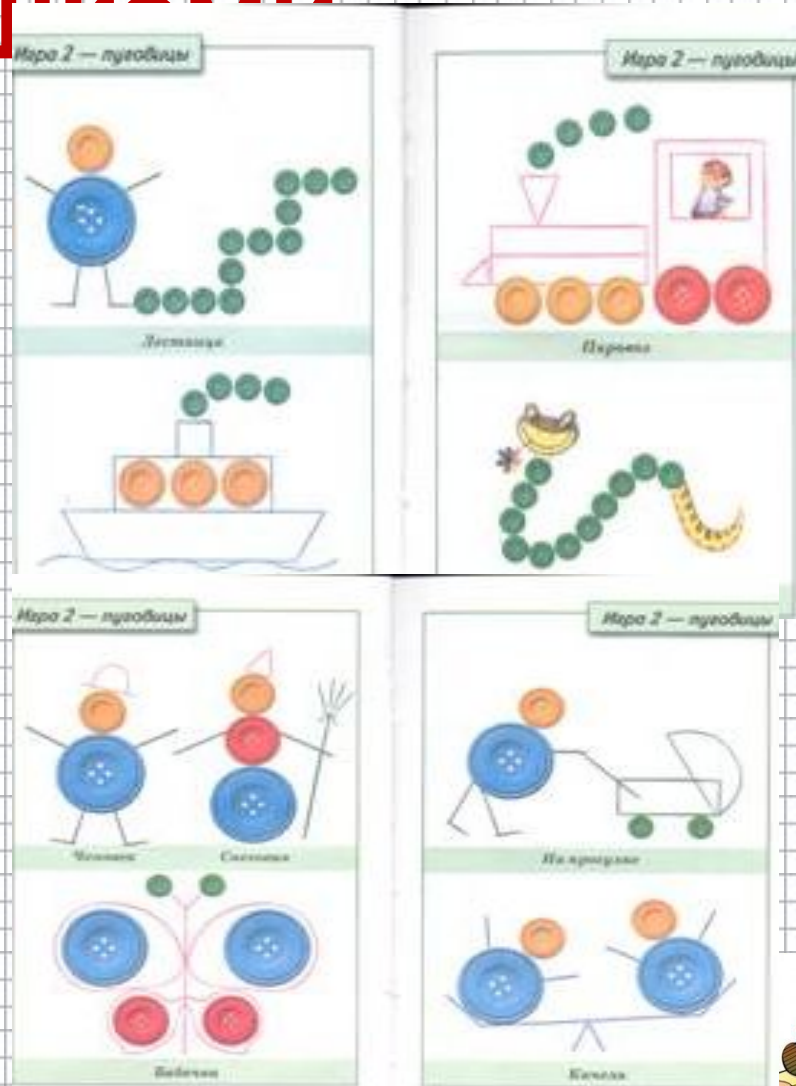 Игра 2 — пуговицы
Игра 2 — пуговицы
Лестница
Паровоз
Игра 2 — пуговицы
Игра 2 — пуговицы
Человек
Снеговик
На прогулке
Бабочка
Качели